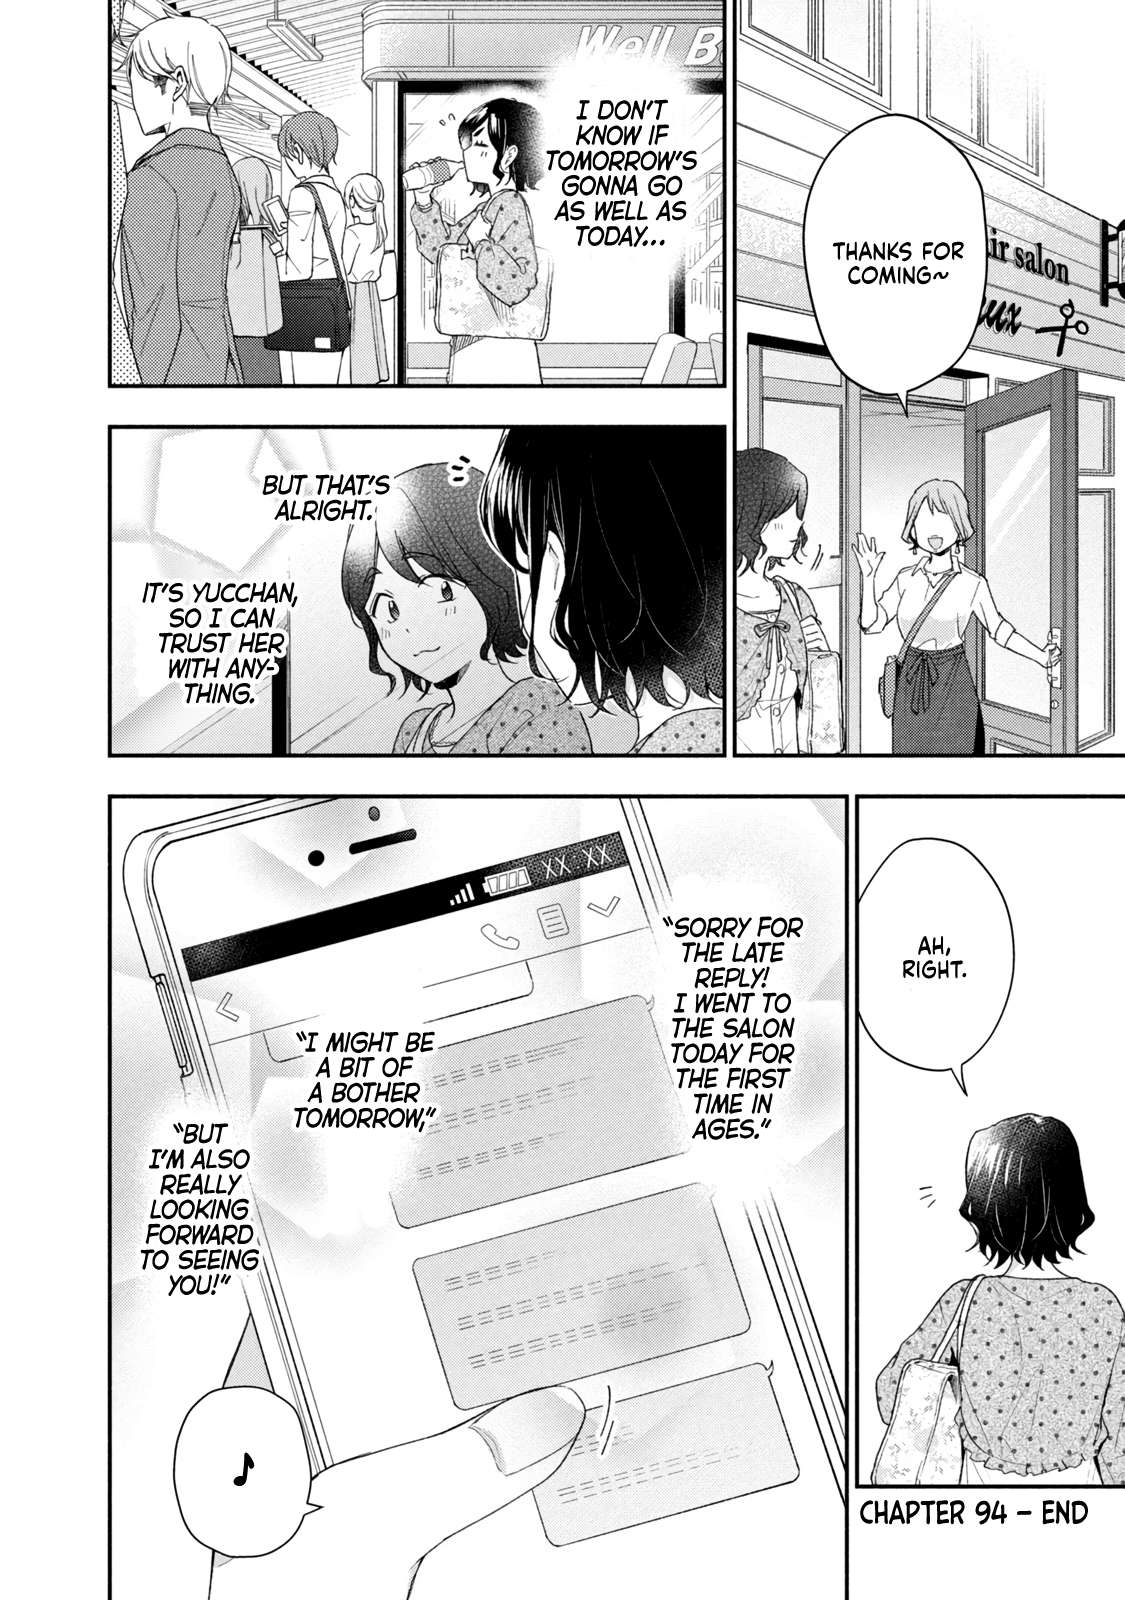 THANKS FOR
COMING~
air salon
eux
Well B
I DON'T
KNOW IF
TOMORROW'S
GONNA GO
AS WELL AS
TODAY...
BUT THAT'S
ALRIGHT.
IT'S YUCCHAN,
SO I CAN
TRUST HER
WITH ANY-
THING.
AH,
RIGHT.
XX:XX
"SORRY FOR
THE LATE
REPLY!
I WENT TO
THE SALON
TODAY FOR
THE FIRST
TIME IN
AGES."
"I MIGHT BE
A BIT OF
A BOTHER
TOMORROW,"
"BUT
I'M ALSO
REALLY
LOOKING
FORWARD
TO SEEING
YOU!"
♪
CHAPTER 94 – END